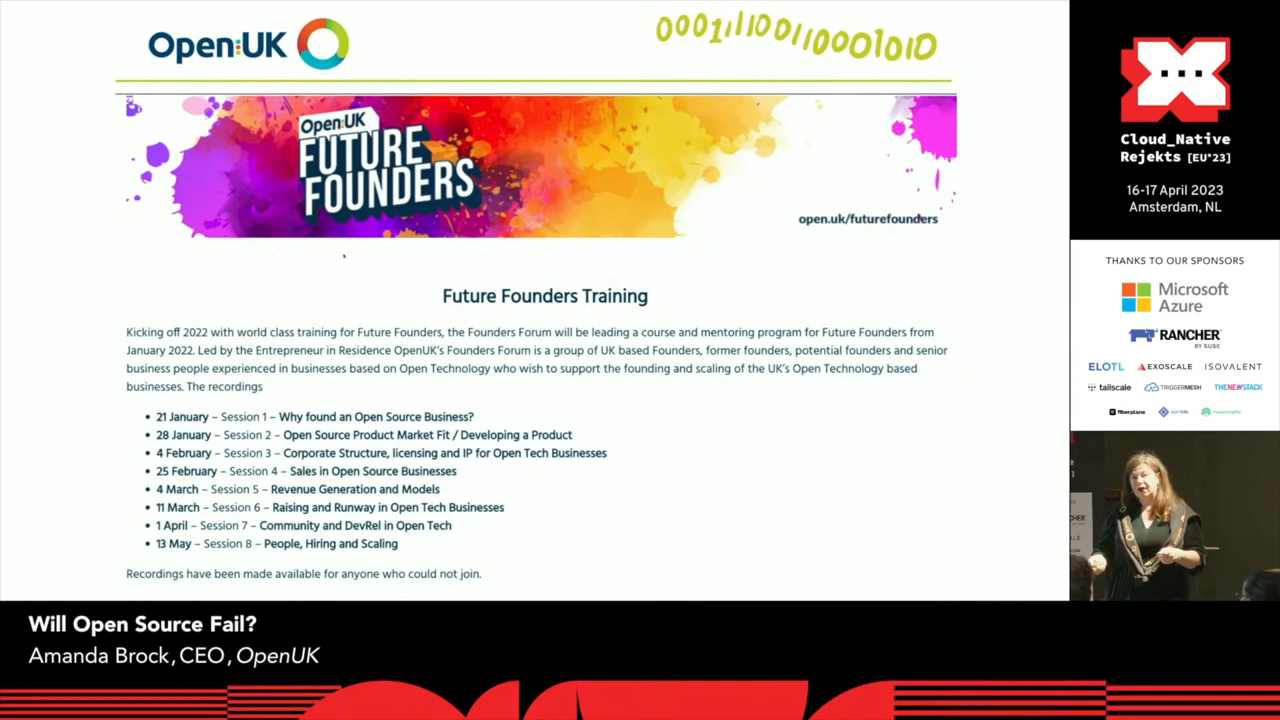 Open:UK
000111100110001010
Open:UK
FUTURE
FOUNDERS
open.uk/futurefounders
Future Founders Training
Kicking off 2022 with world class training for Future Founders, the Founders Forum will be leading a course and mentoring program for Future Founders from
January 2022. Led by the Entrepreneur in Residence OpenUK's Founders Forum is a group of UK based Founders, former founders, potential founders and senior
business people experienced in businesses based on Open Technology who wish to support the founding and scaling of the UK's Open Technology based
businesses. The recordings
• 21 January – Session 1 – Why found an Open Source Business?
• 28 January – Session 2 – Open Source Product Market Fit / Developing a Product
• 4 February – Session 3 – Corporate Structure, licensing and IP for Open Tech Businesses
• 25 February – Session 4 – Sales in Open Source Businesses
• 4 March – Session 5 – Revenue Generation and Models
• 11 March – Session 6 – Raising and Runway in Open Tech Businesses
• 1 April – Session 7 – Community and DevRel in Open Tech
• 13 May – Session 8 – People, Hiring and Scaling
Recordings have been made available for anyone who could not join.
Cloud_Native
Rejekts [EU°23]
16-17 April 2023
Amsterdam, NL
THANKS TO OUR SPONSORS
Microsoft
Azure
RANCHER
BY SUSE
ELOTL EXOSCALE ISOVALENT
tailscale TRIGGERMESH THENEWSTACK
fiberplane
Will Open Source Fail?
Amanda Brock, CEO, OpenUK